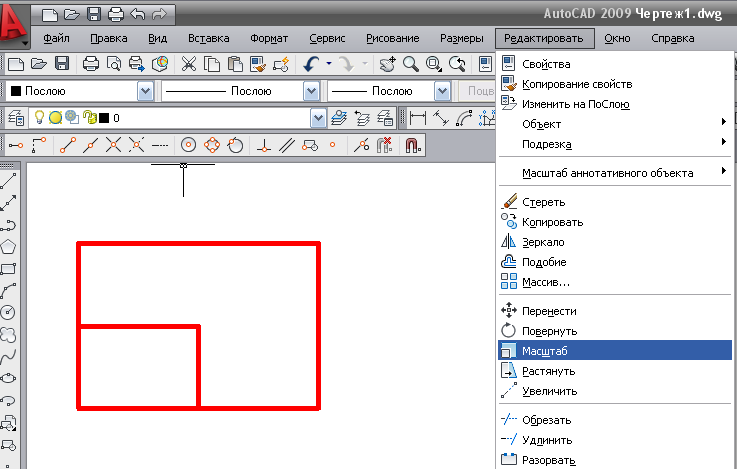 AutoCAD 2009 Чертеж1.dwg
Файл Правка Вид Вставка Формат Сервис Рисование Размеры Редактировать Окно Справка
Послою Послою Послою Поцв
0
Свойства
Копирование свойств
Изменить на ПоСлою
Объект
Подрезка
Масштаб аннотативного объекта
Стереть
Копировать
Зеркало
Подобие
Массив...
Перенести
Повернуть
Масштаб
Растянуть
Увеличить
Обрезать
Удлинить
Разорвать